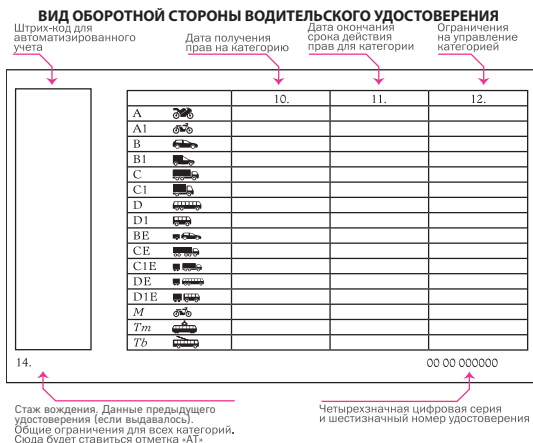 ВИД ОБОРОТНОЙ СТОРОНЫ ВОДИТЕЛЬСКОГО УДОСТОВЕРЕНИЯ
Штрих-код для
автоматизированного
учета
Дата получения
прав на категорию
Дата окончания
срока действия
прав для категории
Ограничения
на управление
категорией
10. 11. 12.
A
A1
B
B1
C
C1
D
D1
BE
CE
C1E
DE
D1E
M
Tm
Tb
14.
00 00 000000
Стаж вождения. Данные предыдущего
удостоверения (если выдавалось).
Общие ограничения для всех категорий.
Сюда будет ставиться отметка «АТ»
Четырехзначная цифровая серия
и шестизначный номер удостоверения